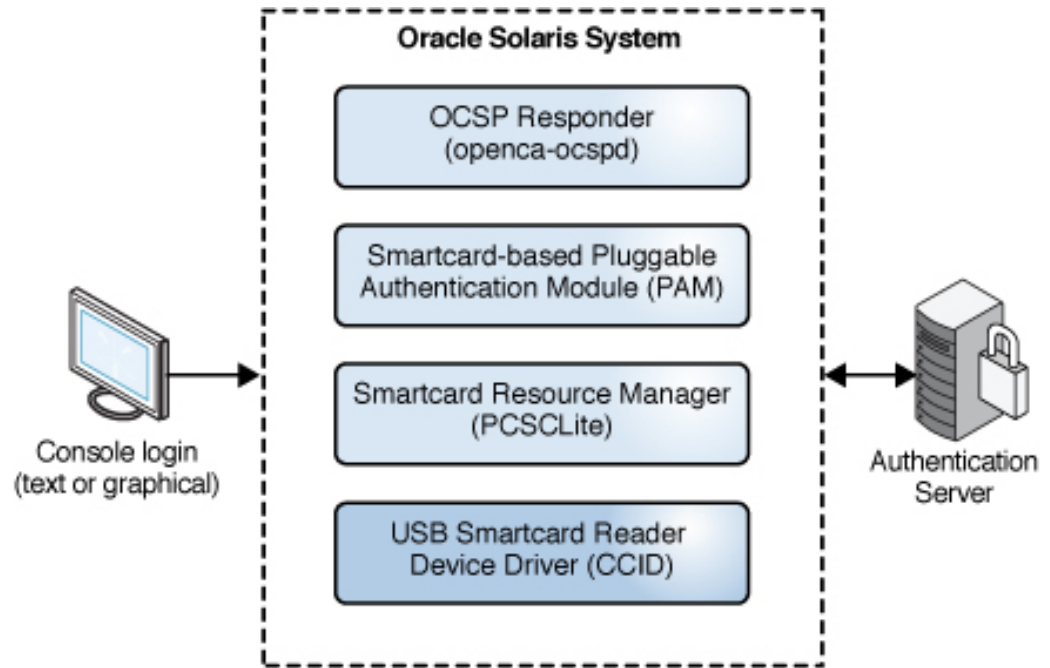 Oracle Solaris System
OCSP Responder
(openca-ocspd)
Smartcard-based Pluggable
Authentication Module (PAM)
Smartcard Resource Manager
(PCSCLite)
USB Smartcard Reader
Device Driver (CCID)
Console login
(text or graphical)
Authentication
Server